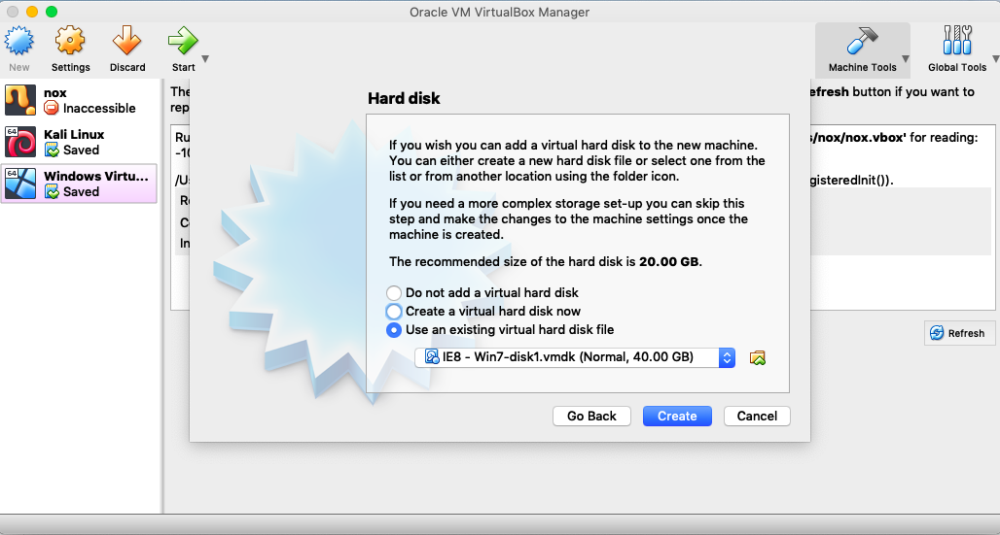 Oracle VM VirtualBox Manager
New
Settings
Discard
Start
Machine Tools
Global Tools
nox
Inaccessible
64
Kali Linux
Saved
64
Windows Virtu...
Saved
The
efresh button if you want to
rep
Ru
s/nox/nox.vbox' for reading:
-10
/Us
gisteredInit()).
Re
C
In
Refresh
Hard disk
If you wish you can add a virtual hard disk to the new machine.
You can either create a new hard disk file or select one from the
list or from another location using the folder icon.
If you need a more complex storage set-up you can skip this
step and make the changes to the machine settings once the
machine is created.
The recommended size of the hard disk is 20.00 GB.
Do not add a virtual hard disk
Create a virtual hard disk now
Use an existing virtual hard disk file
IE8 - Win7-disk1.vmdk (Normal, 40.00 GB)
Go Back
Create
Cancel